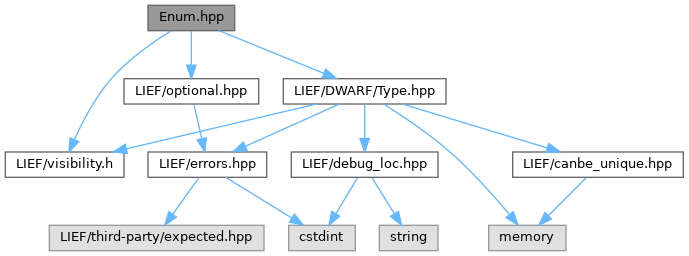 Enum.hpp
LIEF/optional.hpp
LIEF/DWARF/Type.hpp
LIEF/visibility.h
LIEF/errors.hpp
LIEF/debug_loc.hpp
LIEF/canbe_unique.hpp
LIEF/third-party/expected.hpp
cstdint
string
memory